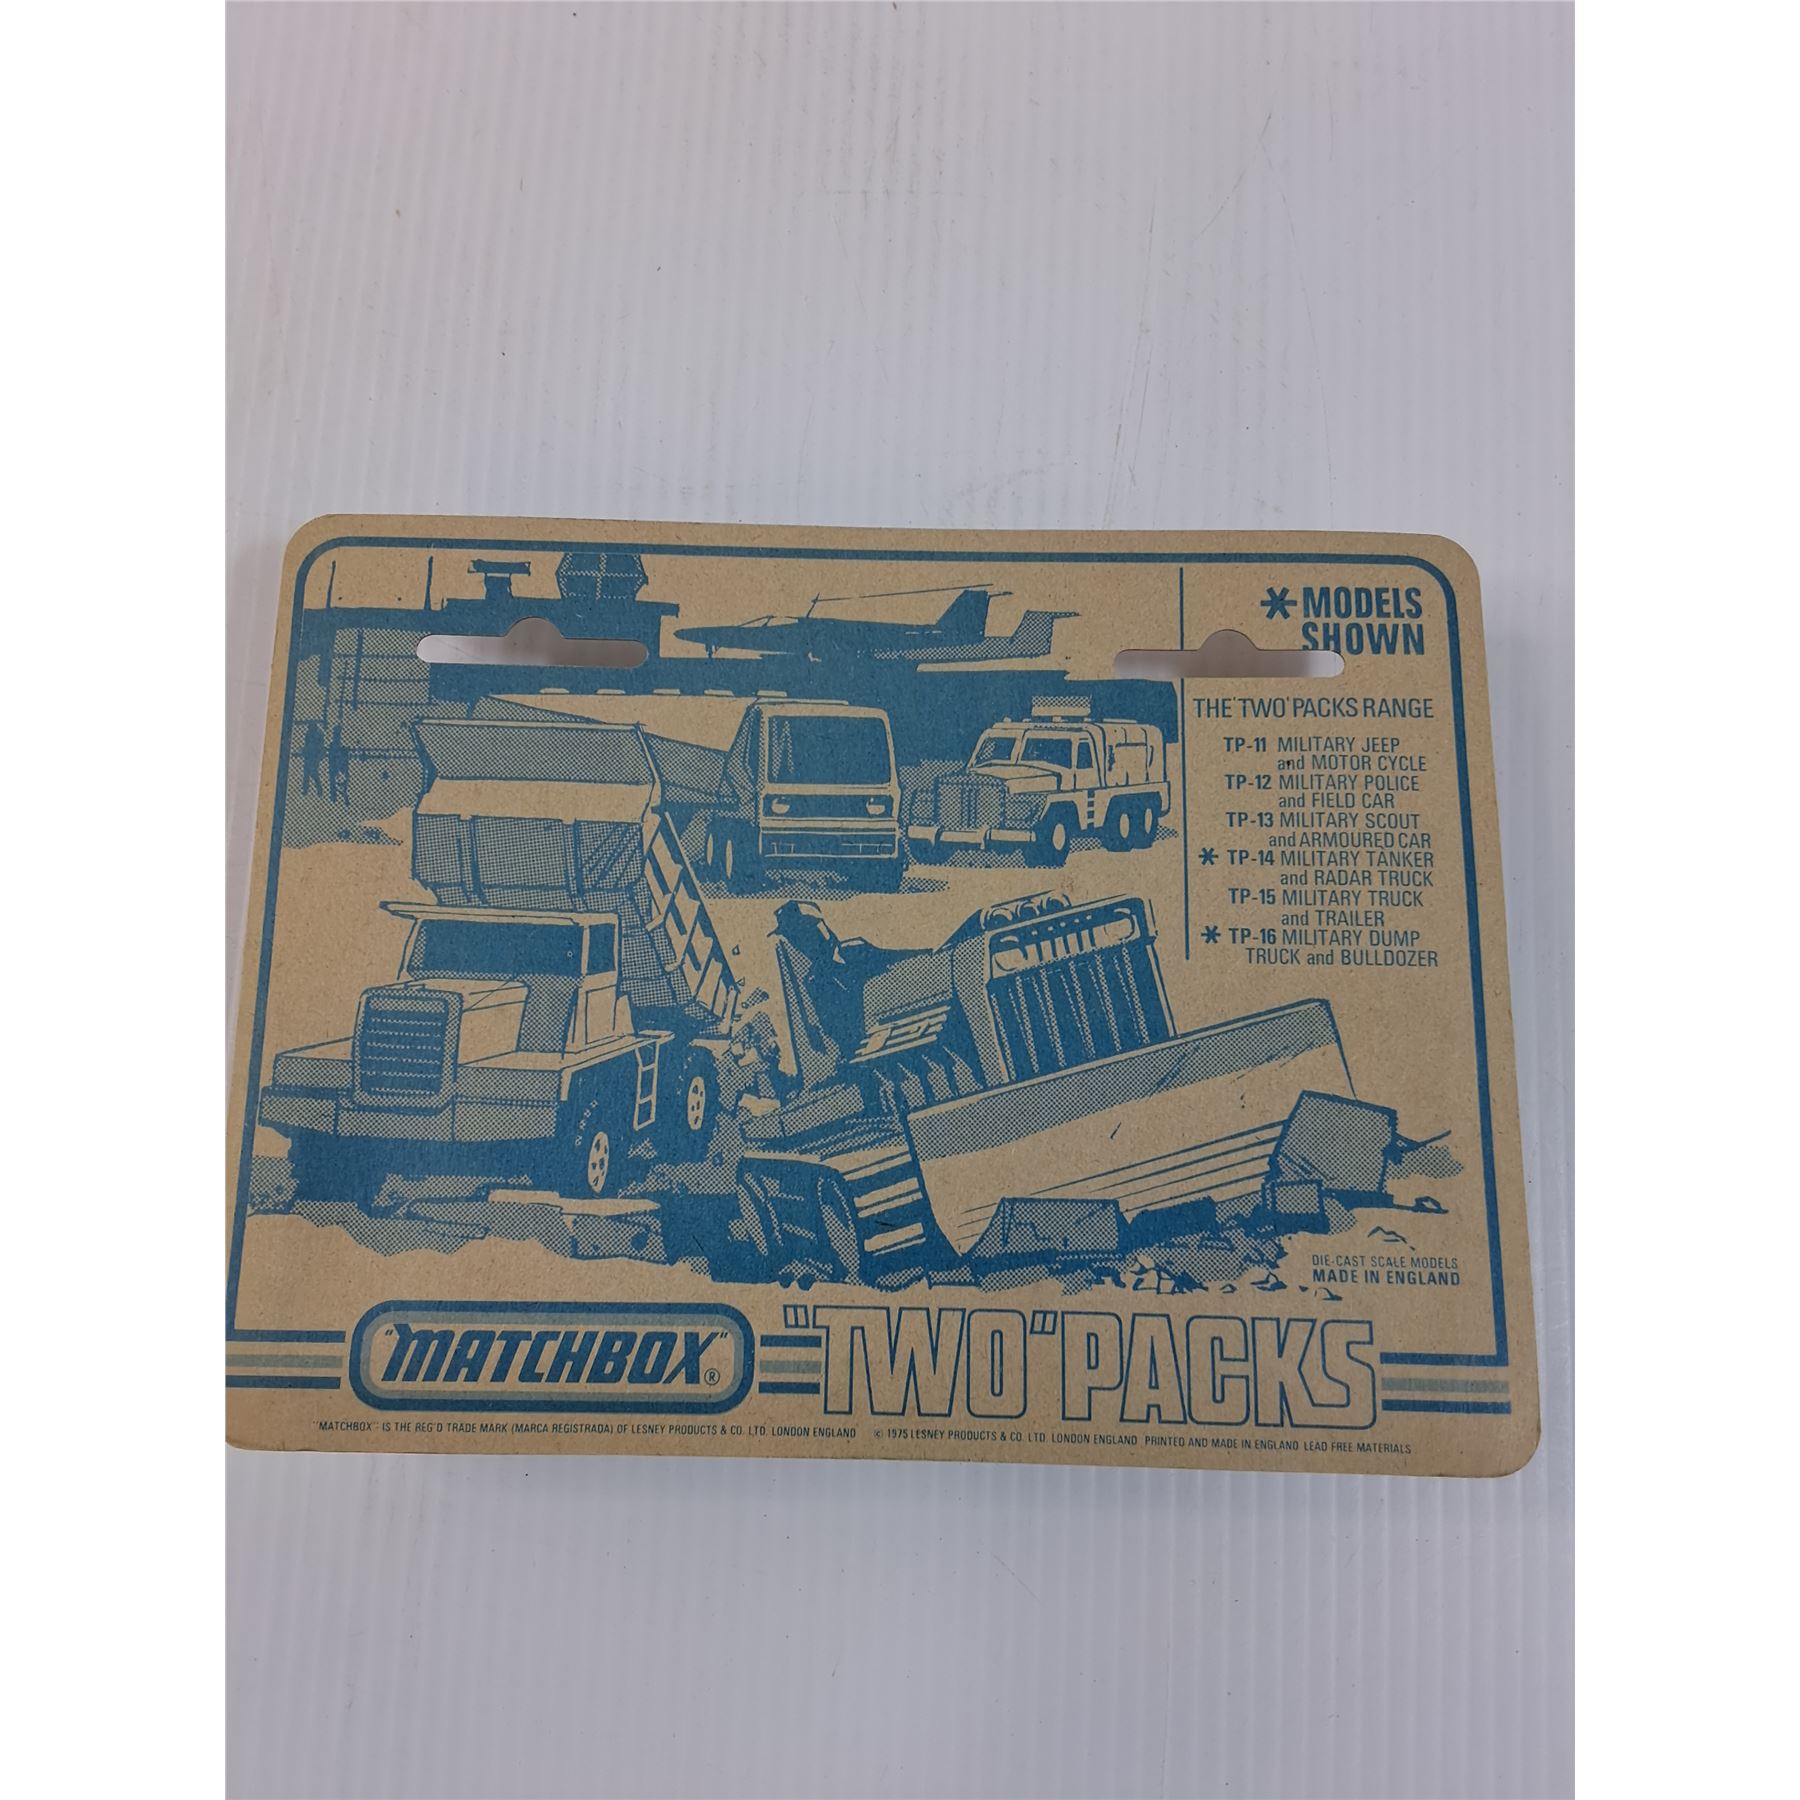 *MODELS
SHOWN
THE 'TWO' PACKS RANGE
TP-11 MILITARY JEEP
and MOTOR CYCLE
TP-12 MILITARY POLICE
and FIELD CAR
TP-13 MILITARY SCOUT
and ARMOURED CAR
* TP-14 MILITARY TANKER
and RADAR TRUCK
TP-15 MILITARY TRUCK
and TRAILER
* TP-16 MILITARY DUMP
TRUCK and BULLDOZER
DIE-CAST SCALE MODELS
MADE IN ENGLAND
"MATCHBOX"® "TWO" PACKS
"MATCHBOX" IS THE REG'D TRADE MARK (MARCA REGISTRADA) OF LESNEY PRODUCTS & CO. LTD. LONDON ENGLAND © 1975 LESNEY PRODUCTS & CO. LTD. LONDON ENGLAND PRINTED AND MADE IN ENGLAND LEAD FREE MATERIALS